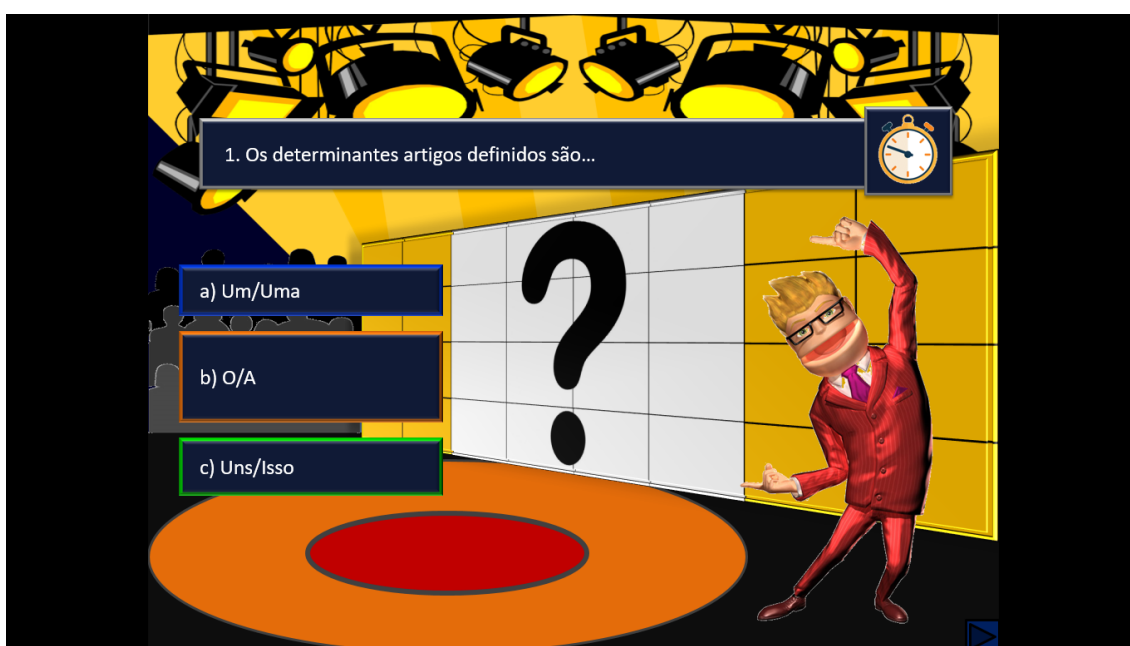 1. Os determinantes artigos definidos são...
a) Um/Uma
b) O/A
c) Uns/Isso